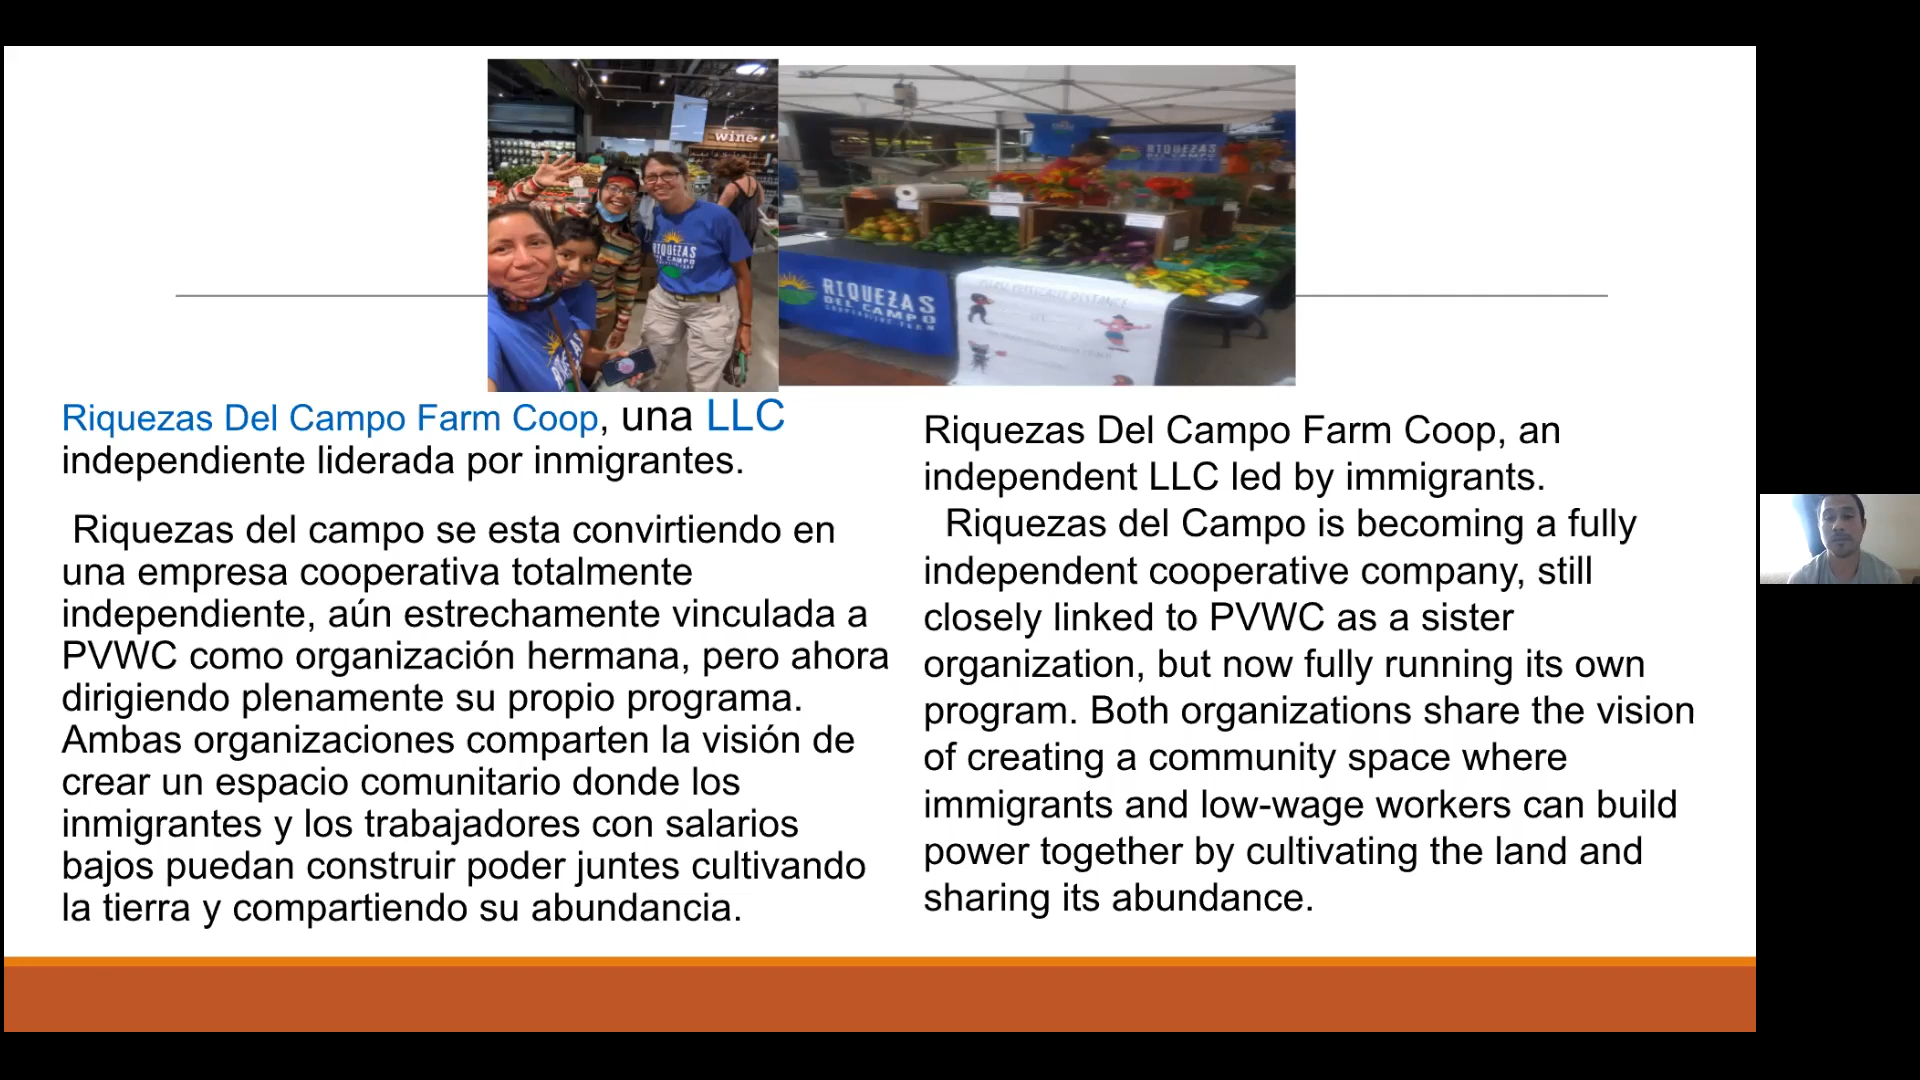 wine
RIQUEZAS
DEL CAMPO
RIQUEZAS
DEL CAMPO
RIQUEZAS
DEL CAMPO
COOPERATIVE FARM
Riquezas Del Campo Farm Coop, una LLC
independiente liderada por inmigrantes.
Riquezas del campo se esta convirtiendo en
una empresa cooperativa totalmente
independiente, aún estrechamente vinculada a
PVWC como organización hermana, pero ahora
dirigiendo plenamente su propio programa.
Ambas organizaciones comparten la visión de
crear un espacio comunitario donde los
inmigrantes y los trabajadores con salarios
bajos puedan construir poder juntes cultivando
la tierra y compartiendo su abundancia.
Riquezas Del Campo Farm Coop, an
independent LLC led by immigrants.
Riquezas del Campo is becoming a fully
independent cooperative company, still
closely linked to PVWC as a sister
organization, but now fully running its own
program. Both organizations share the vision
of creating a community space where
immigrants and low-wage workers can build
power together by cultivating the land and
sharing its abundance.